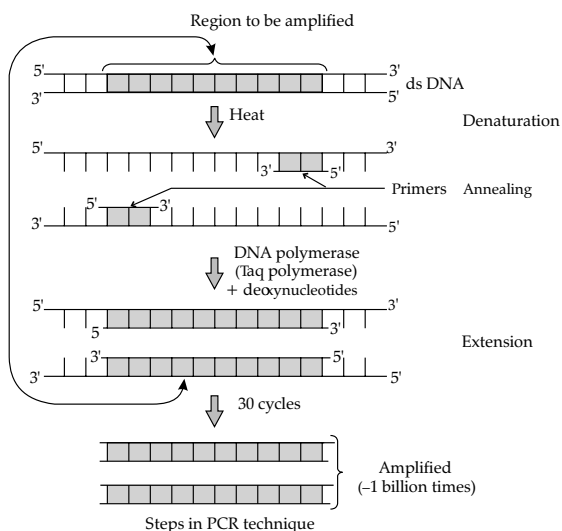 Region to be amplified
5' 3'
ds DNA
3' 5'
Heat
Denaturation
5' 3'
3' 5'
Primers Annealing
5' 3'
3' 5'
DNA polymerase
(Taq polymerase)
+ deoxynucleotides
5' 3'
5 3'
Extension
3' 5'
3' 5'
30 cycles
Amplified
(–1 billion times)
Steps in PCR technique